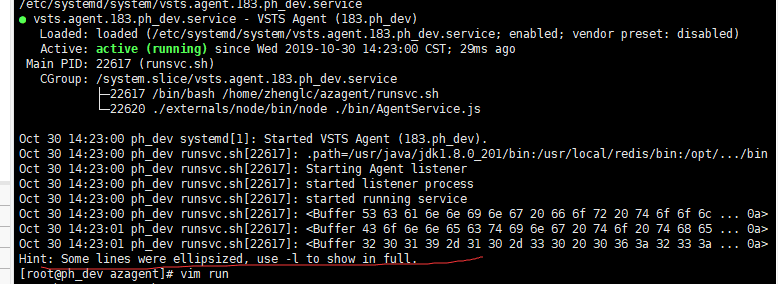 /etc/systemd/system/vsts.agent.183.ph_dev.service
● vsts.agent.183.ph_dev.service - VSTS Agent (183.ph_dev)
Loaded: loaded (/etc/systemd/system/vsts.agent.183.ph_dev.service; enabled; vendor preset: disabled)
Active: active (running) since Wed 2019-10-30 14:23:00 CST; 29ms ago
Main PID: 22617 (runsvc.sh)
CGroup: /system.slice/vsts.agent.183.ph_dev.service
├─22617 /bin/bash /home/zhenglc/azagent/runsvc.sh
└─22620 ./externals/node/bin/node ./bin/AgentService.js
Oct 30 14:23:00 ph_dev systemd[1]: Started VSTS Agent (183.ph_dev).
Oct 30 14:23:00 ph_dev runsvc.sh[22617]: .path=/usr/java/jdk1.8.0_201/bin:/usr/local/redis/bin:/opt/.../bin
Oct 30 14:23:00 ph_dev runsvc.sh[22617]: Starting Agent listener
Oct 30 14:23:00 ph_dev runsvc.sh[22617]: started listener process
Oct 30 14:23:00 ph_dev runsvc.sh[22617]: started running service
Oct 30 14:23:00 ph_dev runsvc.sh[22617]: <Buffer 53 63 61 6e 6e 69 6e 67 20 66 6f 72 20 74 6f 6f 6c ... 0a>
Oct 30 14:23:01 ph_dev runsvc.sh[22617]: <Buffer 43 6f 6e 6e 65 63 74 69 6e 67 20 74 6f 20 74 68 65 ... 0a>
Oct 30 14:23:01 ph_dev runsvc.sh[22617]: <Buffer 32 30 31 39 2d 31 30 2d 33 30 20 30 36 3a 32 33 3a ... 0a>
Hint: Some lines were ellipsized, use -l to show in full.
[root@ph_dev azagent]# vim run